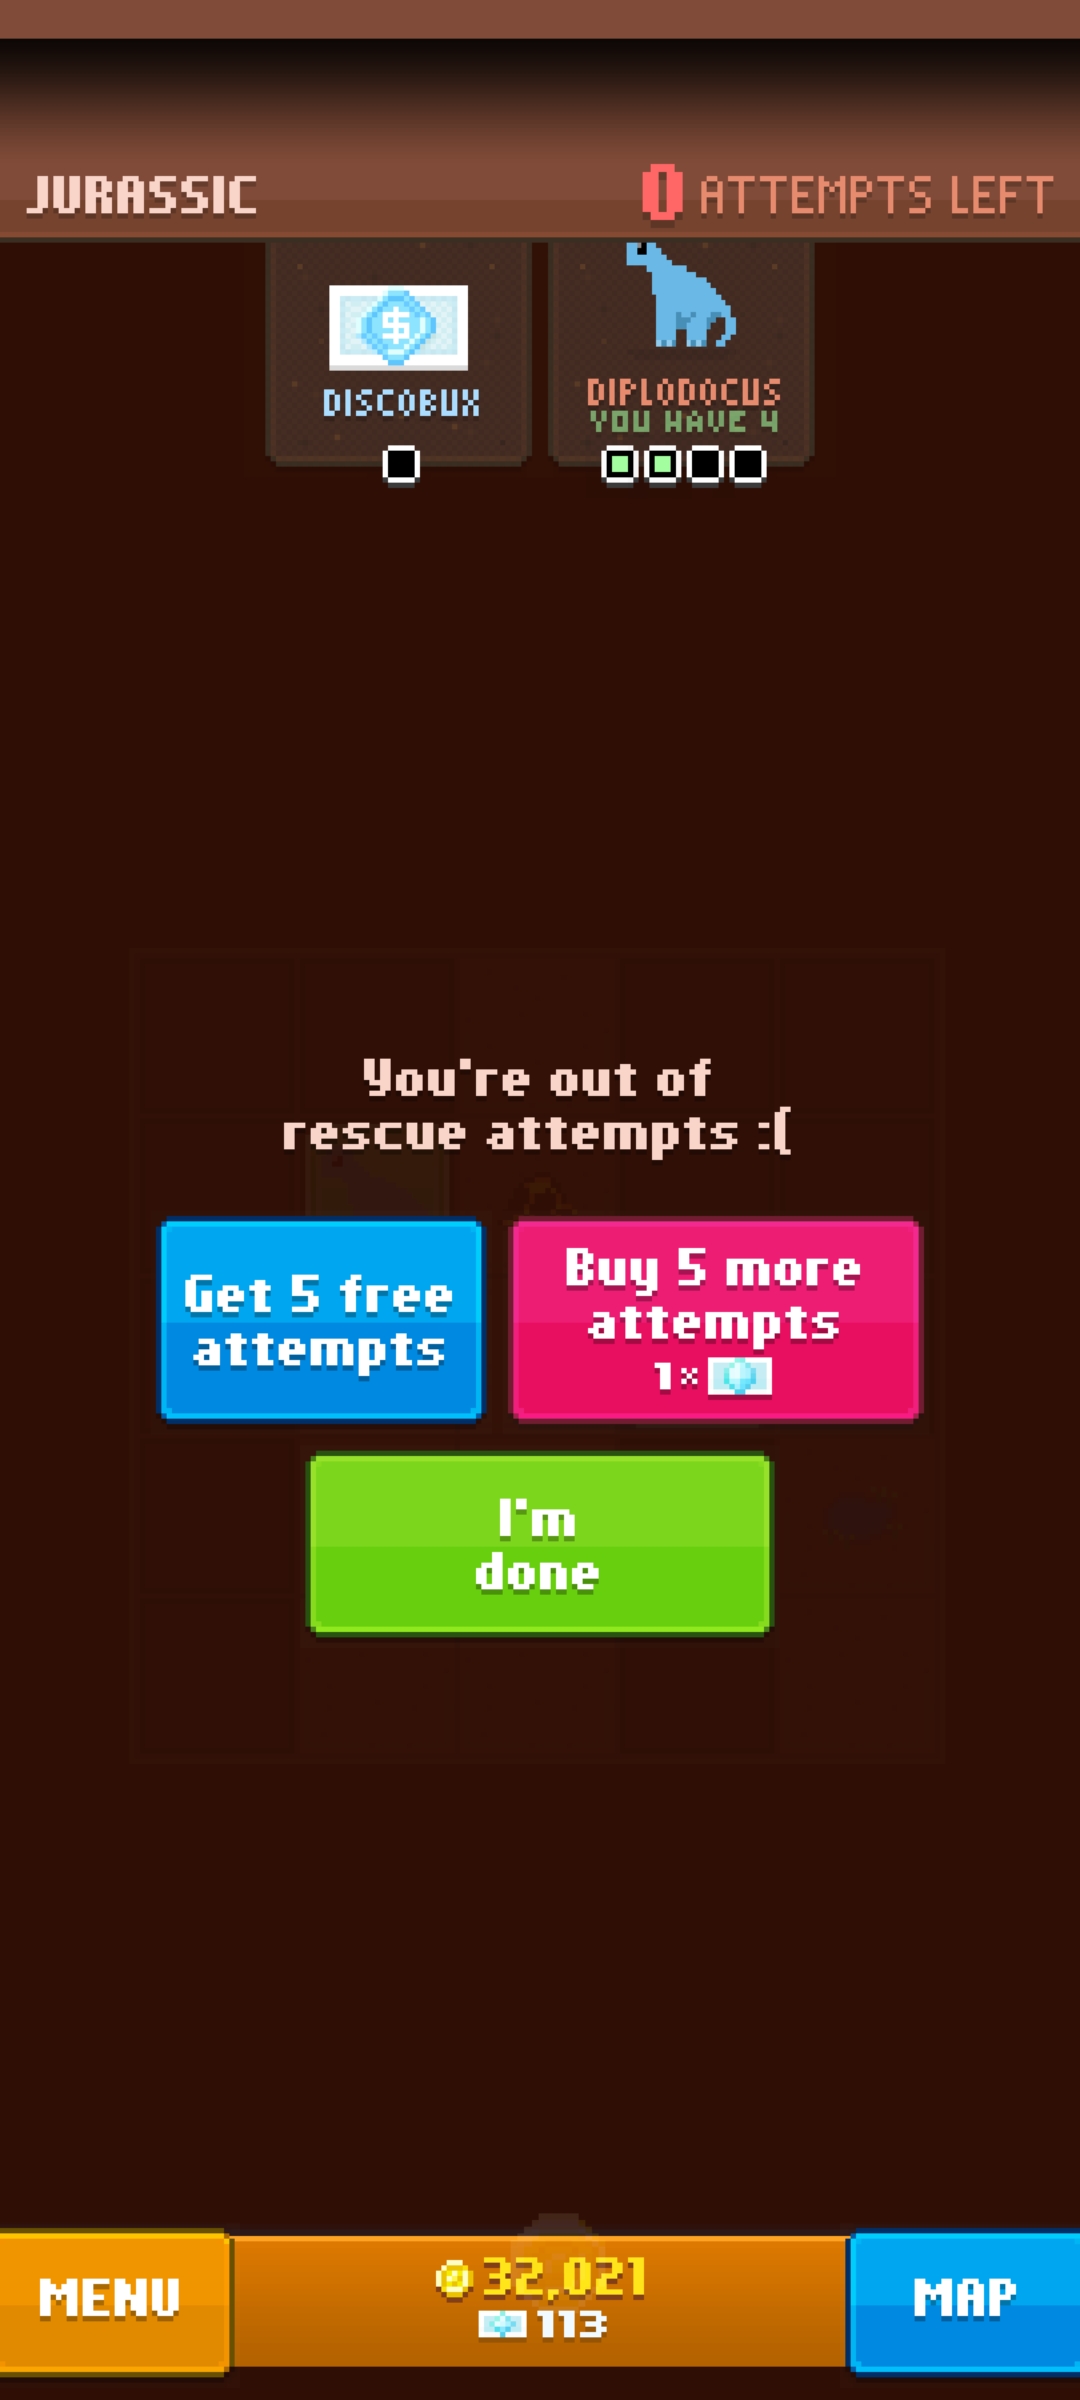 JURASSIC
0 ATTEMPTS LEFT
$
DISCOBUX
DIPLODOCUS
YOU HAVE 4
You're out of
rescue attempts :(
Get 5 free
attempts
Buy 5 more
attempts
1×
I'm
done
MENU
32,021
113
MAP